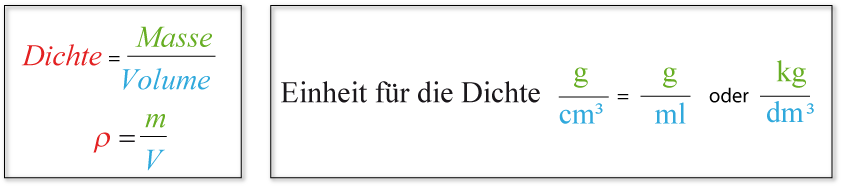 Dichte = Masse / Volume
ρ = m / V
Einheit für die Dichte g / cm³ = g / ml oder kg / dm³